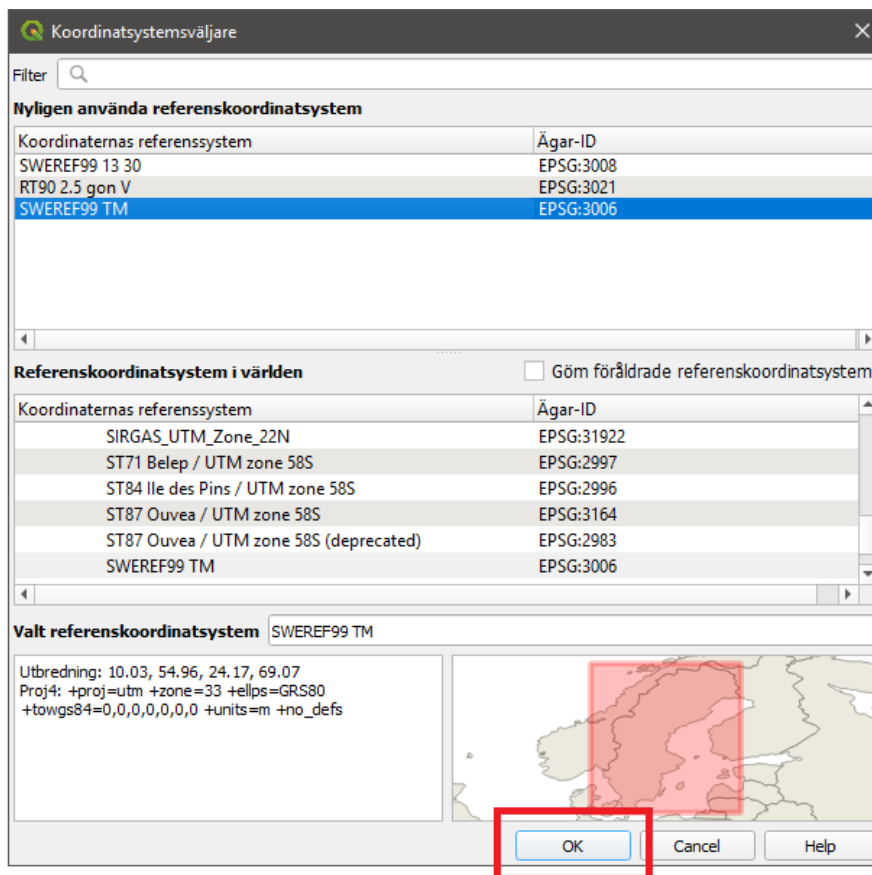 Koordinatsystemsväljare
Filter
Nyligen använda referenskoordinatsystem
Koordinaternas referenssystem Ägar-ID
SWEREF99 13 30 EPSG:3008
RT90 2.5 gon V EPSG:3021
SWEREF99 TM EPSG:3006
Referenskoordinatsystem i världen Göm föråldrade referenskoordinatsystem
Koordinaternas referenssystem Ägar-ID
SIRGAS_UTM_Zone_22N EPSG:31922
ST71 Belep / UTM zone 58S EPSG:2997
ST84 Ile des Pins / UTM zone 58S EPSG:2996
ST87 Ouvea / UTM zone 58S EPSG:3164
ST87 Ouvea / UTM zone 58S (deprecated) EPSG:2983
SWEREF99 TM EPSG:3006
Valt referenskoordinatsystem SWEREF99 TM
Utbredning: 10.03, 54.96, 24.17, 69.07
Proj4: +proj=utm +zone=33 +ellps=GRS80
+towgs84=0,0,0,0,0,0,0 +units=m +no_defs
OK Cancel Help